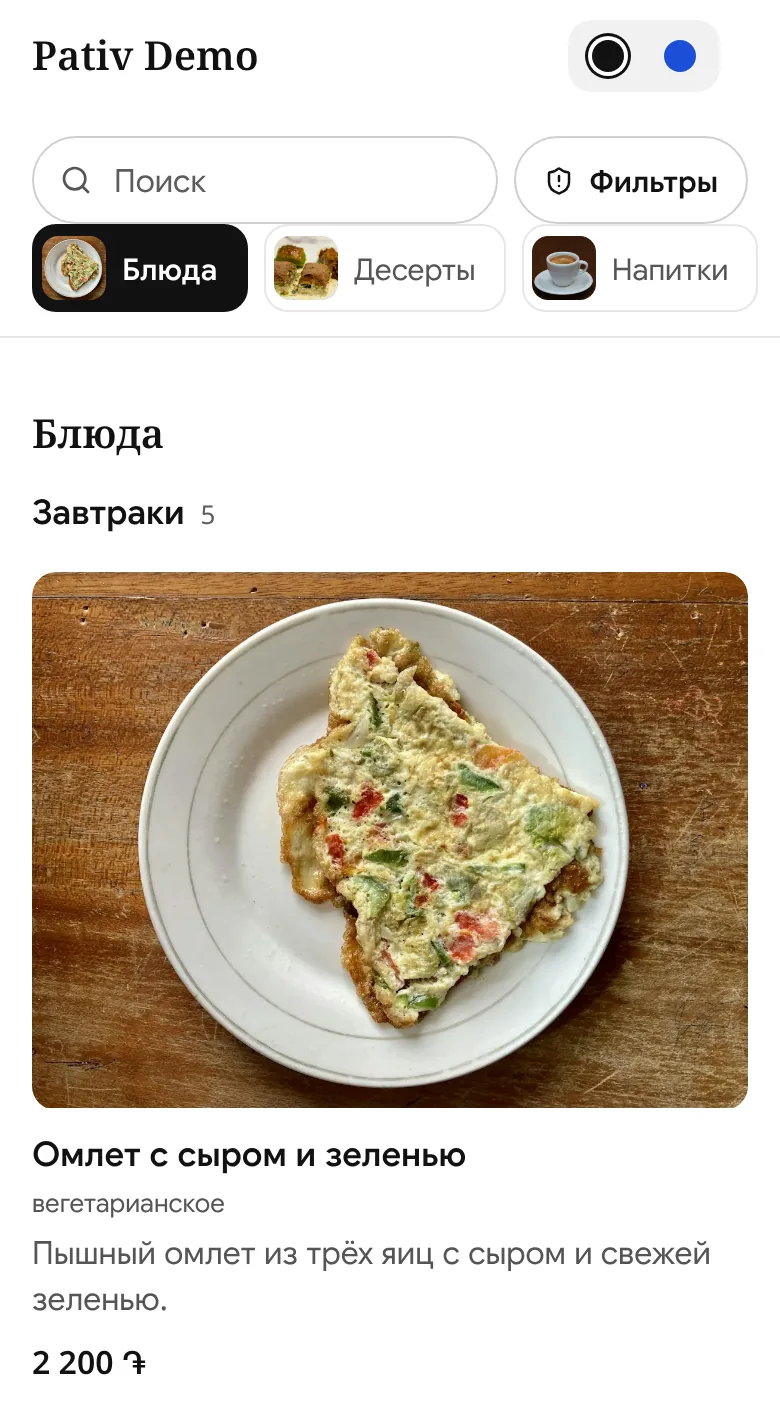 Pativ Demo
Поиск
Фильтры
Блюда
Десерты
Напитки
Блюда
Завтраки 5
Омлет с сыром и зеленью
вегетарианское
Пышный омлет из трёх яиц с сыром и свежей
зеленью.
2 200 ֏